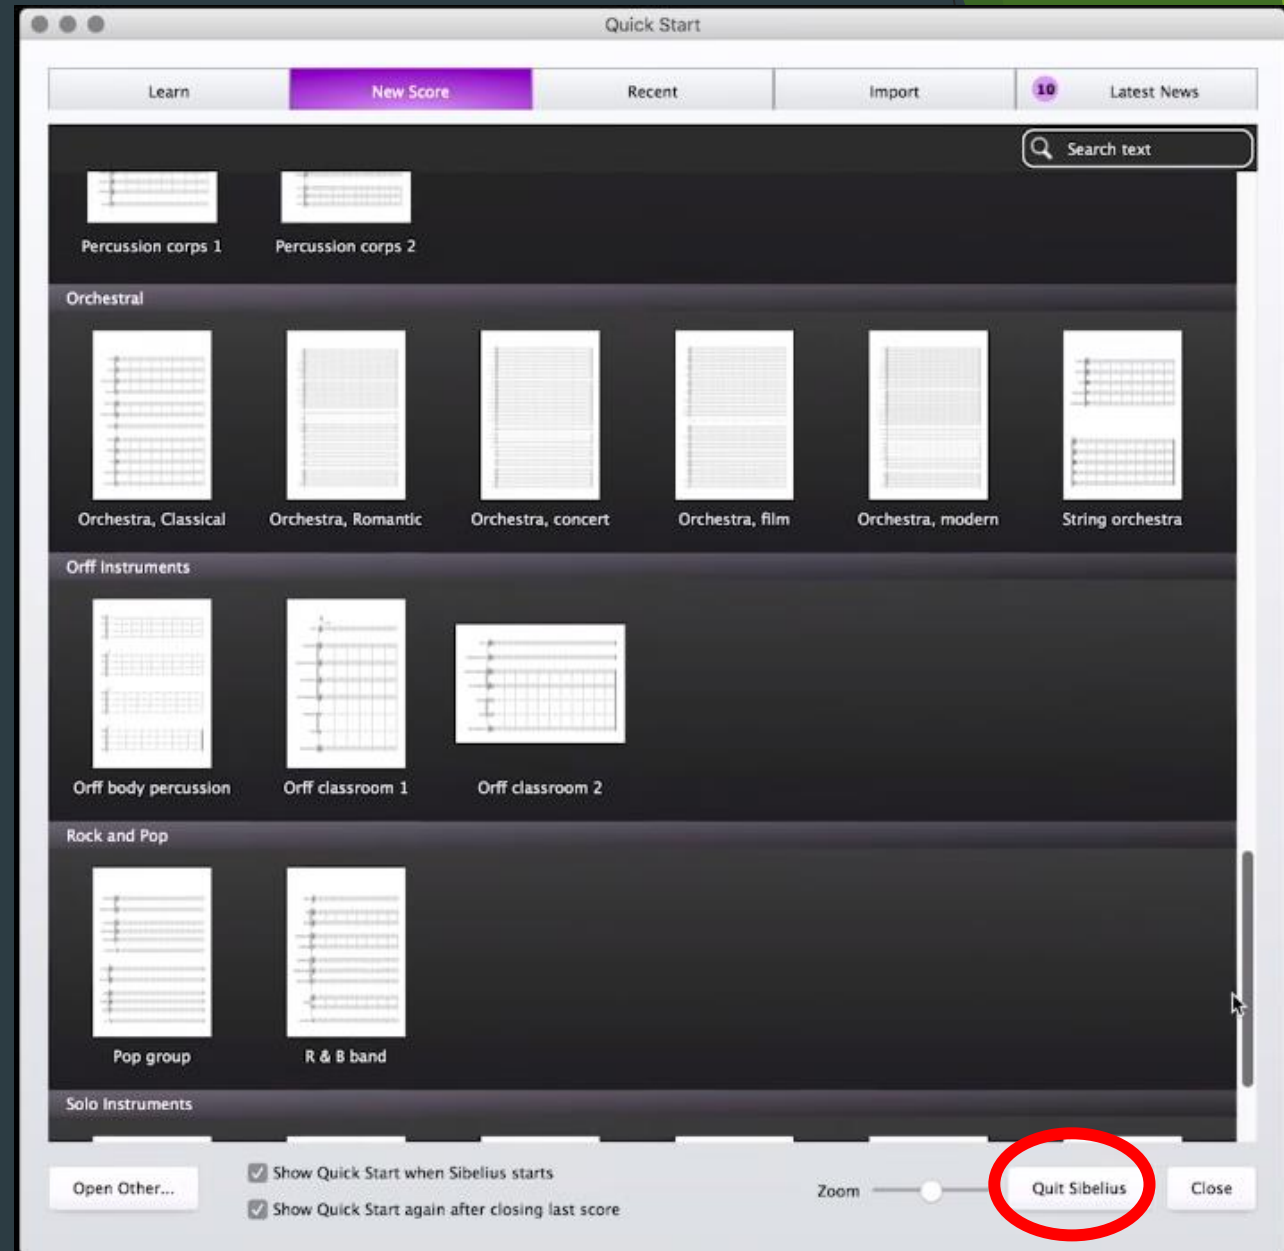 Quick Start
Learn New Score Recent Import 10 Latest News
Search text
Percussion corps 1 Percussion corps 2
Orchestral
Orchestra, Classical Orchestra, Romantic Orchestra, concert Orchestra, film Orchestra, modern String orchestra
Orff Instruments
Orff body percussion Orff classroom 1 Orff classroom 2
Rock and Pop
Pop group R & B band
Solo Instruments
Open Other... Show Quick Start when Sibelius starts Zoom Quit Sibelius Close
Show Quick Start again after closing last score